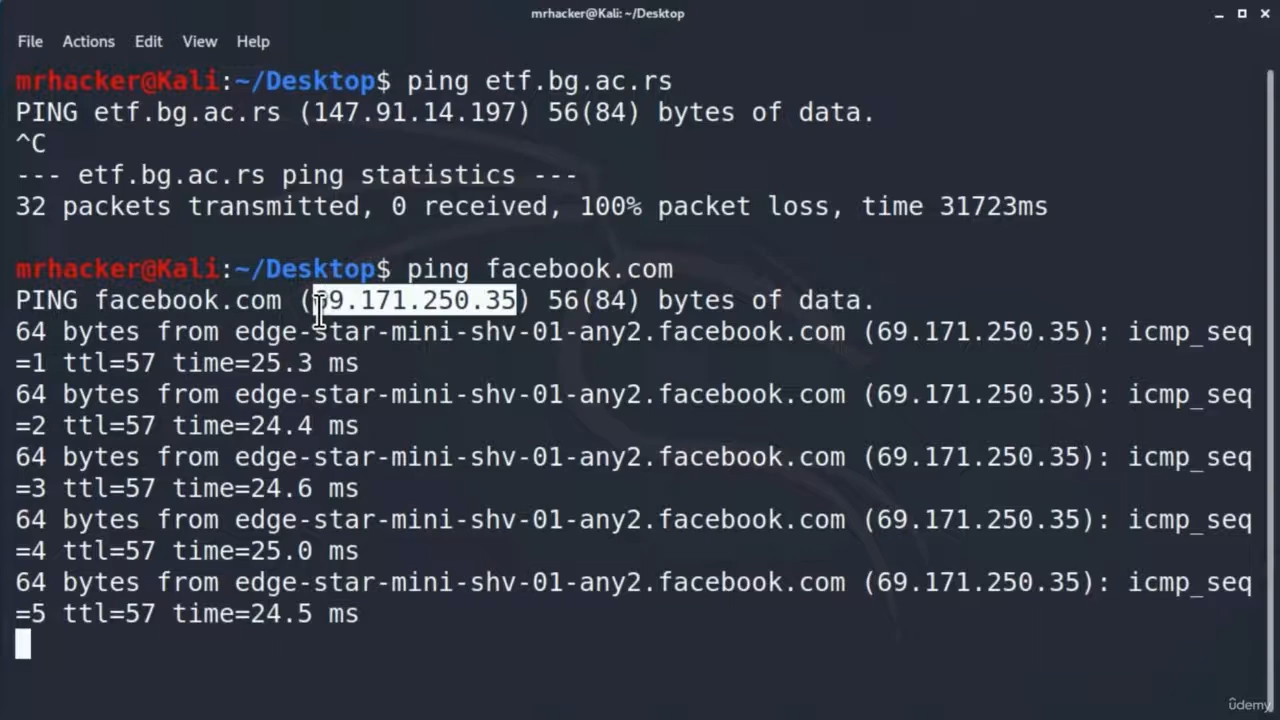 mrhacker@Kali: ~/Desktop
File Actions Edit View Help
mrhacker@Kali:~/Desktop$ ping etf.bg.ac.rs
PING etf.bg.ac.rs (147.91.14.197) 56(84) bytes of data.
^C
--- etf.bg.ac.rs ping statistics ---
32 packets transmitted, 0 received, 100% packet loss, time 31723ms
mrhacker@Kali:~/Desktop$ ping facebook.com
PING facebook.com (69.171.250.35) 56(84) bytes of data.
64 bytes from edge-star-mini-shv-01-any2.facebook.com (69.171.250.35): icmp_seq
=1 ttl=57 time=25.3 ms
64 bytes from edge-star-mini-shv-01-any2.facebook.com (69.171.250.35): icmp_seq
=2 ttl=57 time=24.4 ms
64 bytes from edge-star-mini-shv-01-any2.facebook.com (69.171.250.35): icmp_seq
=3 ttl=57 time=24.6 ms
64 bytes from edge-star-mini-shv-01-any2.facebook.com (69.171.250.35): icmp_seq
=4 ttl=57 time=25.0 ms
64 bytes from edge-star-mini-shv-01-any2.facebook.com (69.171.250.35): icmp_seq
=5 ttl=57 time=24.5 ms
ûdemy